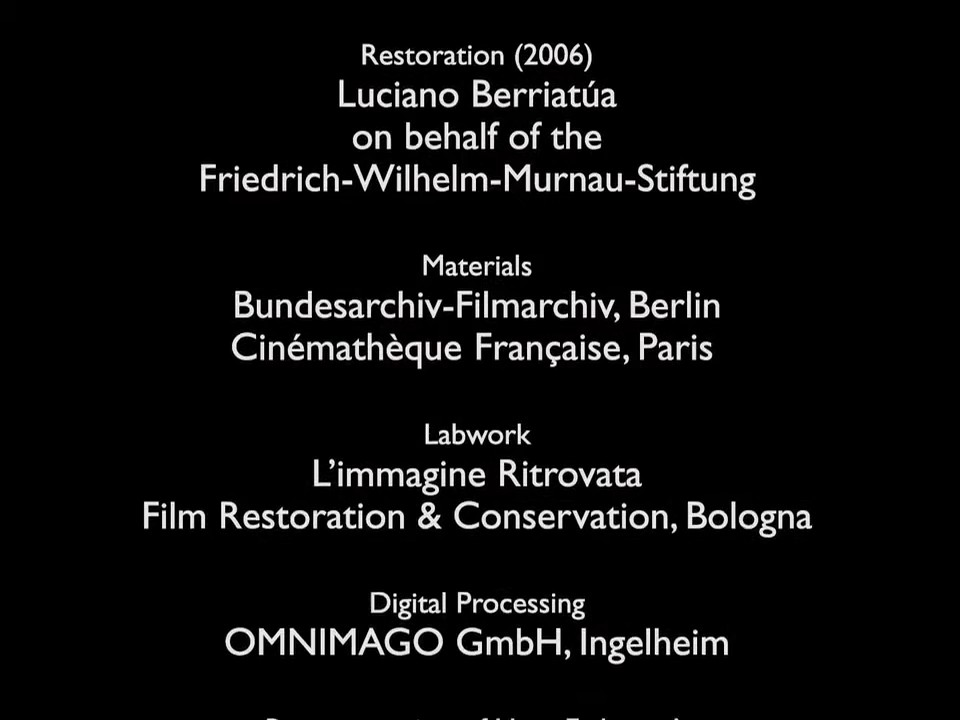 Restoration (2006)
Luciano Berriatúa
on behalf of the
Friedrich-Wilhelm-Murnau-Stiftung
Materials
Bundesarchiv-Filmarchiv, Berlin
Cinémathèque Française, Paris
Labwork
L’immagine Ritrovata
Film Restoration & Conservation, Bologna
Digital Processing
OMNIMAGO GmbH, Ingelheim